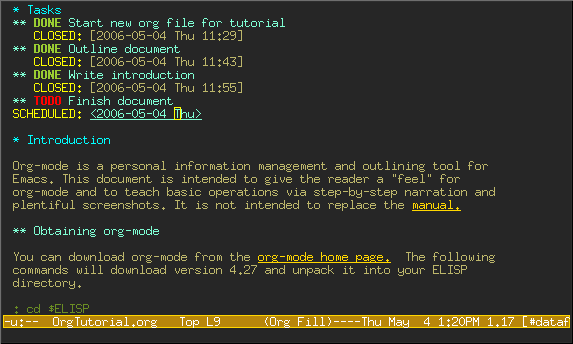 * Tasks
** DONE Start new org file for tutorial
CLOSED: [2006-05-04 Thu 11:29]
** DONE Outline document
CLOSED: [2006-05-04 Thu 11:43]
** DONE Write introduction
CLOSED: [2006-05-04 Thu 11:55]
** TODO Finish document
SCHEDULED: <2006-05-04 Thu>
* Introduction
Org-mode is a personal information management and outlining tool for
Emacs. This document is intended to give the reader a "feel" for
org-mode and to teach basic operations via step-by-step narration and
plentiful screenshots. It is not intended to replace the manual.
** Obtaining org-mode
You can download org-mode from the org-mode home page.  The following
commands will download version 4.27 and unpack it into your ELISP
directory.
: cd $ELISP
-u:--  OrgTutorial.org   Top L9      (Org Fill)----Thu May  4 1:20PM 1.17 [#dataf